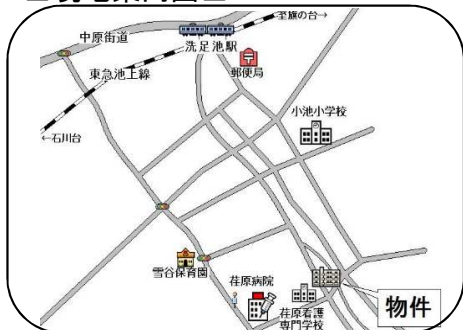 至旗の台→
中原街道
洗足池駅
郵便局
東急池上線
小池小学校
←石川台
雪谷保育園
荏原病院
荏原看護
専門学校
物件